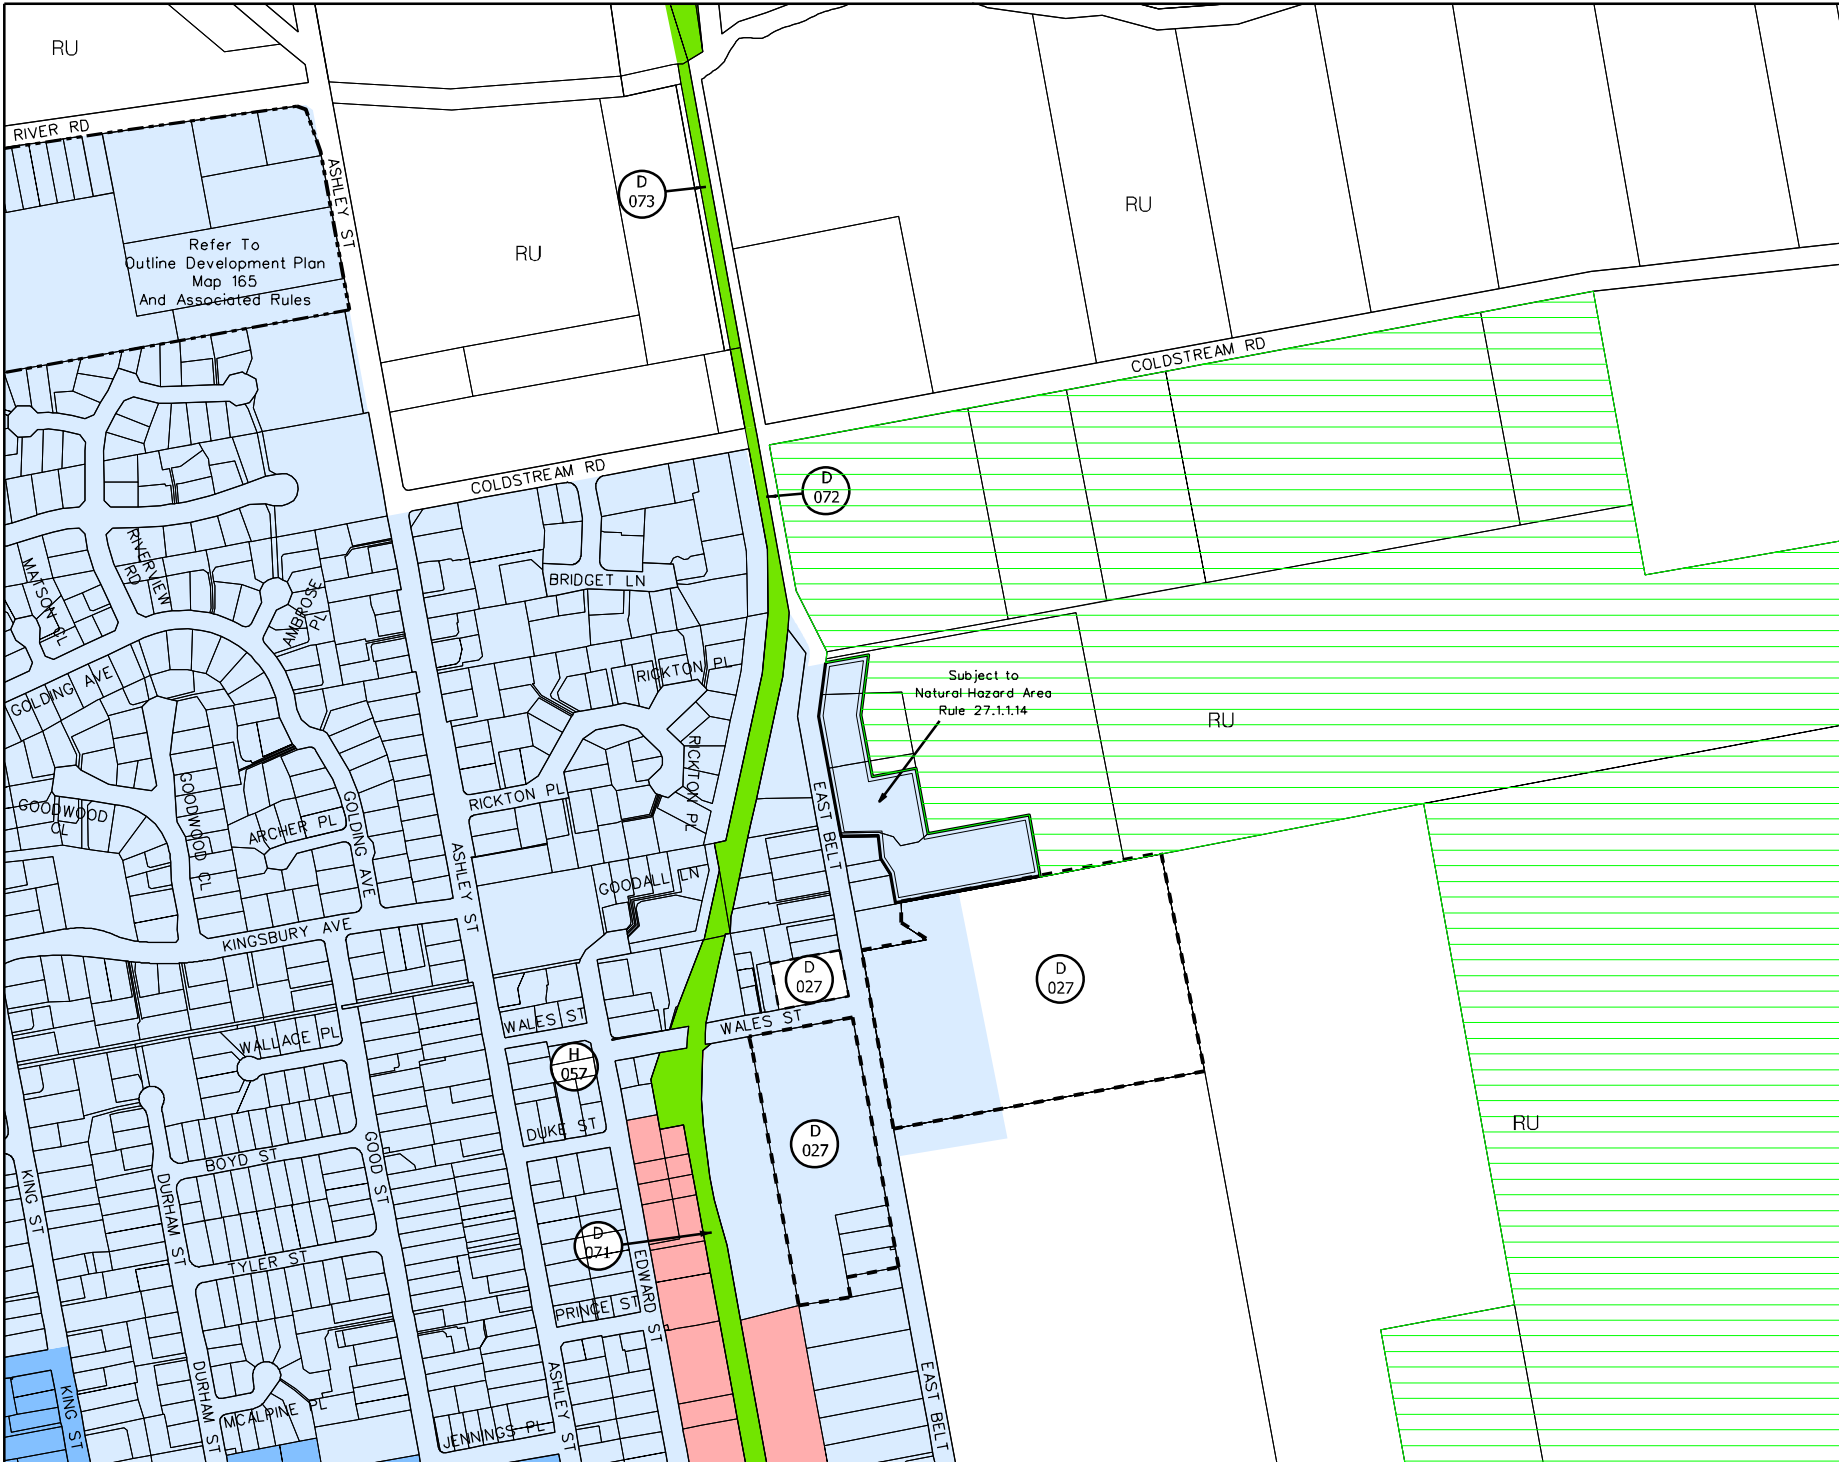 RU
RIVER RD
ASHLEY ST
D
073
RU
RU
Refer To
Outline Development Plan
Map 165
And Associated Rules
COLDSTREAM RD
COLDSTREAM RD
D
072
MATSON CL
RIVERVIEW
RD
AMBROSE
PL
BRIDGET LN
GOLDING AVE
RICKTON PL
Subject to
Natural Hazard Area
Rule 27.1.1.14
RU
GOODWOOD
CL
GOODWOOD CL
ARCHER PL
GOLDING AVE
RICKTON PL
RICKTON PL
EAST BELT
ASHLEY ST
GOODALL LN
KINGSBURY AVE
D
027
D
027
WALES ST
WALES ST
WALLACE PL
H
057
DUKE ST
D
027
RU
BOYD ST
GOOD ST
KING ST
DURHAM ST
TYLER ST
D
071
EDWARD ST
PRINCE ST
KING ST
DURHAM ST
MCALPINE PL
JENNINGS PL
ASHLEY ST
EAST BELT